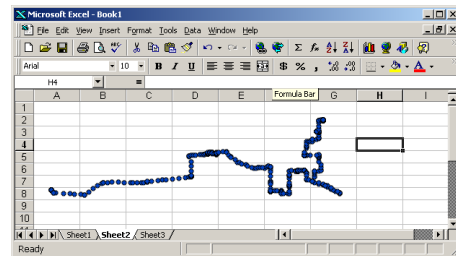 Microsoft Excel - Book1
File Edit View Insert Format Tools Data Window Help
Arial 10 B I U $ % ,
H4 = Formula Bar
A B C D E G H I
1
2
3
4
5
6
7
8
9
10
Sheet1 Sheet2 Sheet3
Ready